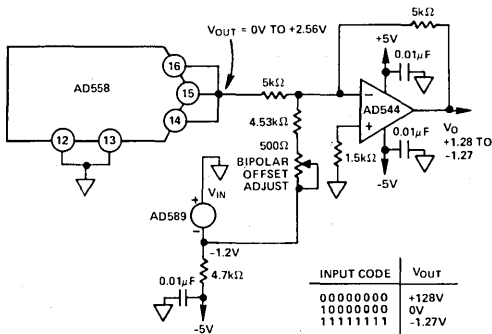 VOUT = 0V TO +2.56V
5kΩ
+5V
0.01μF
16
AD558
15
14
12
13
5kΩ
−
AD544
+
4.53kΩ
0.01μF
VO
+1.28 TO
-1.27
500Ω
BIPOLAR
OFFSET
ADJUST
1.5kΩ
-5V
+
VIN
AD589
−
-1.2V
0.01μF
4.7kΩ
-5V
INPUT CODE VOUT
00000000 +128V
10000000 0V
11111111 -1.27V